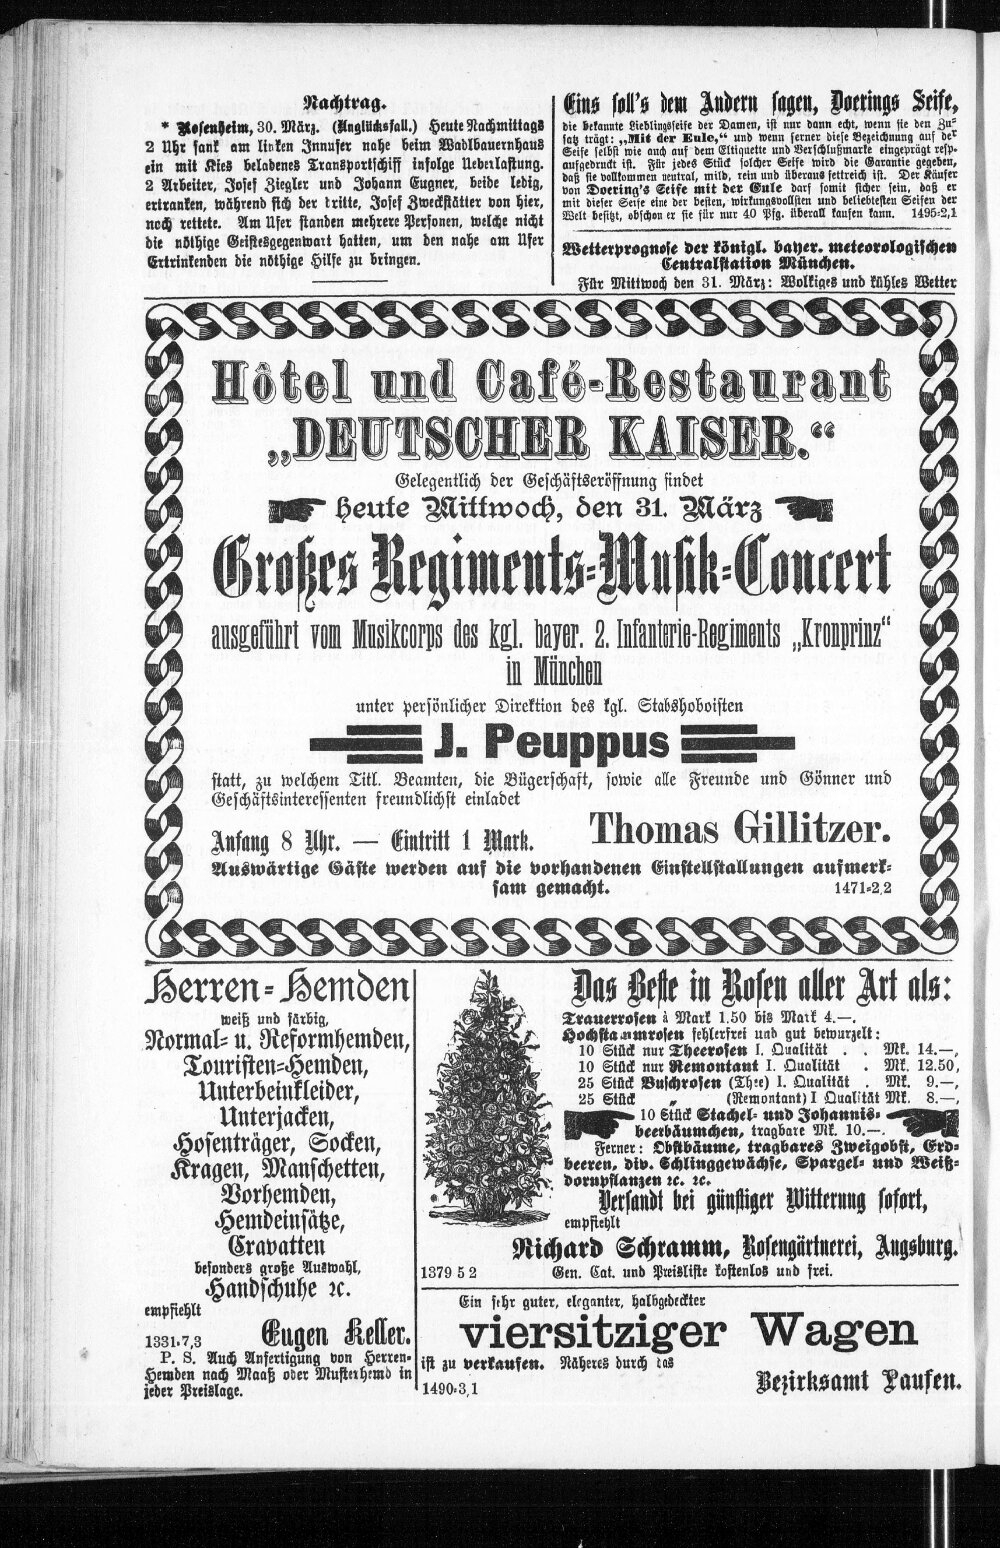 Nachtrag.
* Rosenheim, 30. März. (Unglücksfall.) Heute Nachmittags
2 Uhr sank am linken Innufer nahe beim Wadlbauernhaus
ein mit Kies beladenes Transportschiff infolge Ueberlastung.
2 Arbeiter, Josef Ziegler und Johann Eugner, beide ledig,
ertranken, während sich der dritte, Josef Zweckstätter von hier,
noch rettete. Am Ufer standen mehrere Personen, welche nicht
die nöthige Geistesgegenwart hatten, um den nahe am Ufer
Ertrinkenden die nöthige Hilfe zu bringen.
Eins soll's dem Andern sagen, Doerings Seife,
die bekannte Lieblingsseife der Damen, ist nur dann echt, wenn sie den Zu-
satz trägt: „Mit der Eule,“ und wenn ferner diese Bezeichnung auf der
Seife selbst wie auch auf dem Eltiquette und Verschlußmarke eingeprägt resp.
aufgedruckt ist. Für jedes Stück solcher Seife wird die Garantie gegeben,
daß sie vollkommen neutral, mild, rein und überaus fettreich ist. Der Käufer
von Doering's Seife mit der Eule darf somit sicher sein, daß er
mit dieser Seife eine der besten, wirkungsvollsten und beliebtesten Seifen der
Welt besitzt, obschon er sie für nur 40 Pfg. überall kaufen kann. 1495=2,1
Wetterprognose der königl. bayer. meteorologischen
Centralstation München.
Für Mittwoch den 31. März: Wolkiges und kühles Wetter
Hôtel und Café-Restaurant
„DEUTSCHER KAISER.“
Gelegentlich der Geschäftseröffnung findet
heute Mittwoch, den 31. März
Großes Regiments=Musik=Concert
ausgeführt vom Musikcorps des kgl. bayer. 2. Infanterie-Regiments „Kronprinz“
in München
unter persönlicher Direktion des kgl. Stabshoboisten
J. Peuppus
statt, zu welchem Titl. Beamten, die Bügerschaft, sowie alle Freunde und Gönner und
Geschäftsinteressenten freundlichst einladet
Thomas Gillitzer.
Anfang 8 Uhr. — Eintritt 1 Mark.
Auswärtige Gäste werden auf die vorhandenen Einstellstallungen aufmerk=
sam gemacht. 1471=2,2
Herren=Hemden
weiß und färbig,
Normal= u. Reformhemden,
Touristen=Hemden,
Unterbeinkleider,
Unterjacken,
Hosenträger, Socken,
Kragen, Manschetten,
Vorhemden,
Hemdeinsätze,
Cravatten
besonders große Auswahl,
Handschuhe ꝛc.
empfiehlt
1331=7,3 Eugen Keller.
P. S. Auch Anfertigung von Herren-
Hemden nach Maaß oder Musterhemd in
jeder Preislage.
Das Beste in Rosen aller Art als:
Trauerrosen à Mark 1.50 bis Mark 4.—.
Hochstammrosen fehlerfrei und gut bewurzelt:
10 Stück nur Theerosen I. Qualität . . Mk. 14.—,
10 Stück nur Remontant I. Qualität . Mk. 12.50,
25 Stück Buschrosen (Thee) I. Qualität . Mk. 9.—,
25 Stück „ (Remontant) I Qualität Mk. 8.—,
10 Stück Stachel= und Johannis=
beerbäumchen, tragbare Mk. 10.—.
Ferner: Obstbäume, tragbares Zweigobst, Erd=
beeren, div. Schlinggewächse, Spargel= und Weiß=
dornpflanzen ꝛc. ꝛc.
Versandt bei günstiger Witterung sofort,
empfiehlt
Richard Schramm, Rosengärtnerei, Augsburg.
1379 5 2 Gen. Cat. und Preisliste kostenlos und frei.
Ein sehr guter, eleganter, halbgedeckter
viersitziger Wagen
ist zu verkaufen. Näheres durch das
1490=3,1 Bezirksamt Laufen.